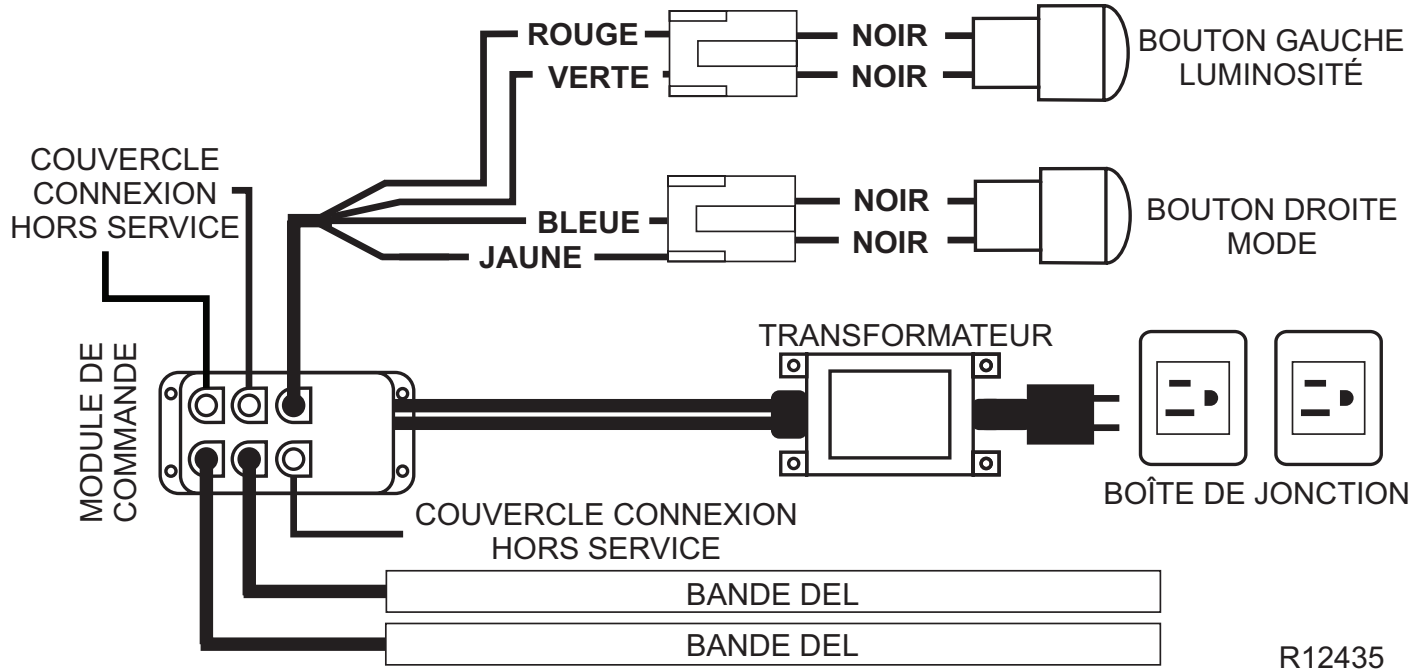 ROUGE
NOIR
BOUTON GAUCHE
LUMINOSITÉ
VERTE
NOIR
COUVERCLE
CONNEXION
HORS SERVICE
BLEUE
NOIR
BOUTON DROITE
MODE
JAUNE
NOIR
MODULE DE
COMMANDE
TRANSFORMATEUR
BOÎTE DE JONCTION
COUVERCLE CONNEXION
HORS SERVICE
BANDE DEL
BANDE DEL
R12435